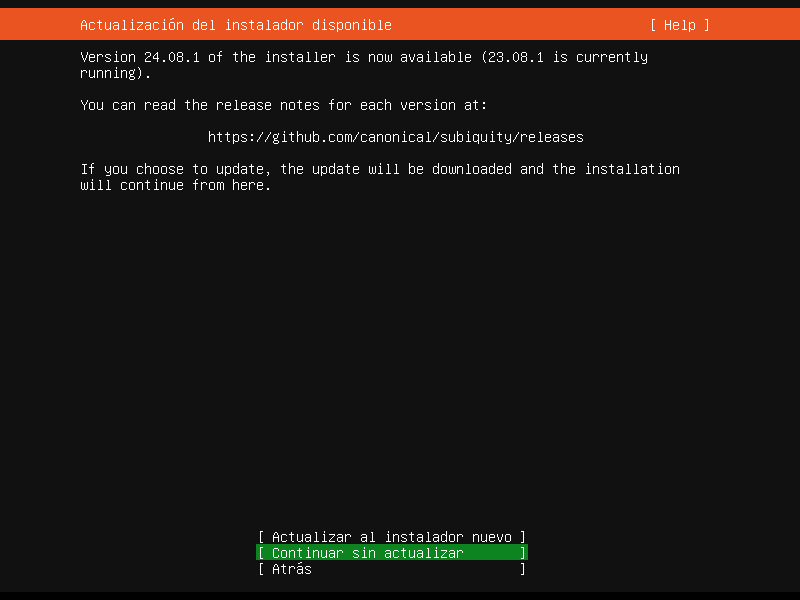 Actualización del instalador disponible [ Help ]
Version 24.08.1 of the installer is now available (23.08.1 is currently
running).
You can read the release notes for each version at:
https://github.com/canonical/subiquity/releases
If you choose to update, the update will be downloaded and the installation
will continue from here.
[ Actualizar al instalador nuevo ]
[ Continuar sin actualizar ]
[ Atrás ]